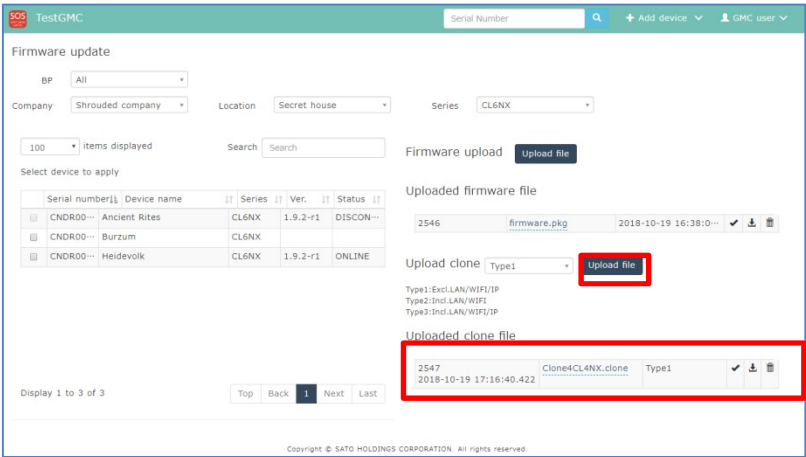 SOS TestGMC Serial Number Add device GMC user
Firmware update
BP All
Company Shrouded company Location Secret house Series CL6NX
100 items displayed Search Search
Select device to apply
Serial number Device name Series Ver. Status
CNDR00··· Ancient Rites CL6NX 1.9.2-r1 DISCON···
CNDR00··· Burzum CL6NX
CNDR00··· Heidevolk CL6NX 1.9.2-r1 ONLINE
Display 1 to 3 of 3 Top Back 1 Next Last
Firmware upload Upload file
Uploaded firmware file
2546 firmware.pkg 2018-10-19 16:38:0···
Upload clone Type1 Upload file
Type1:Excl.LAN/WIFI/IP
Type2:Incl.LAN/WIFI
Type3:Incl.LAN/WIFI/IP
Uploaded clone file
2547 Clone4CL4NX.clone Type1
2018-10-19 17:16:40.422
Copyright © SATO HOLDINGS CORPORATION. All rights reserved.